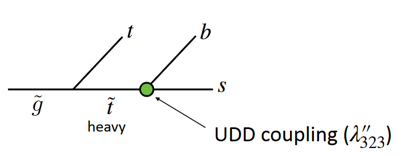 t
b
s
g̃
t̃
heavy
UDD coupling (λ″₃₂₃)